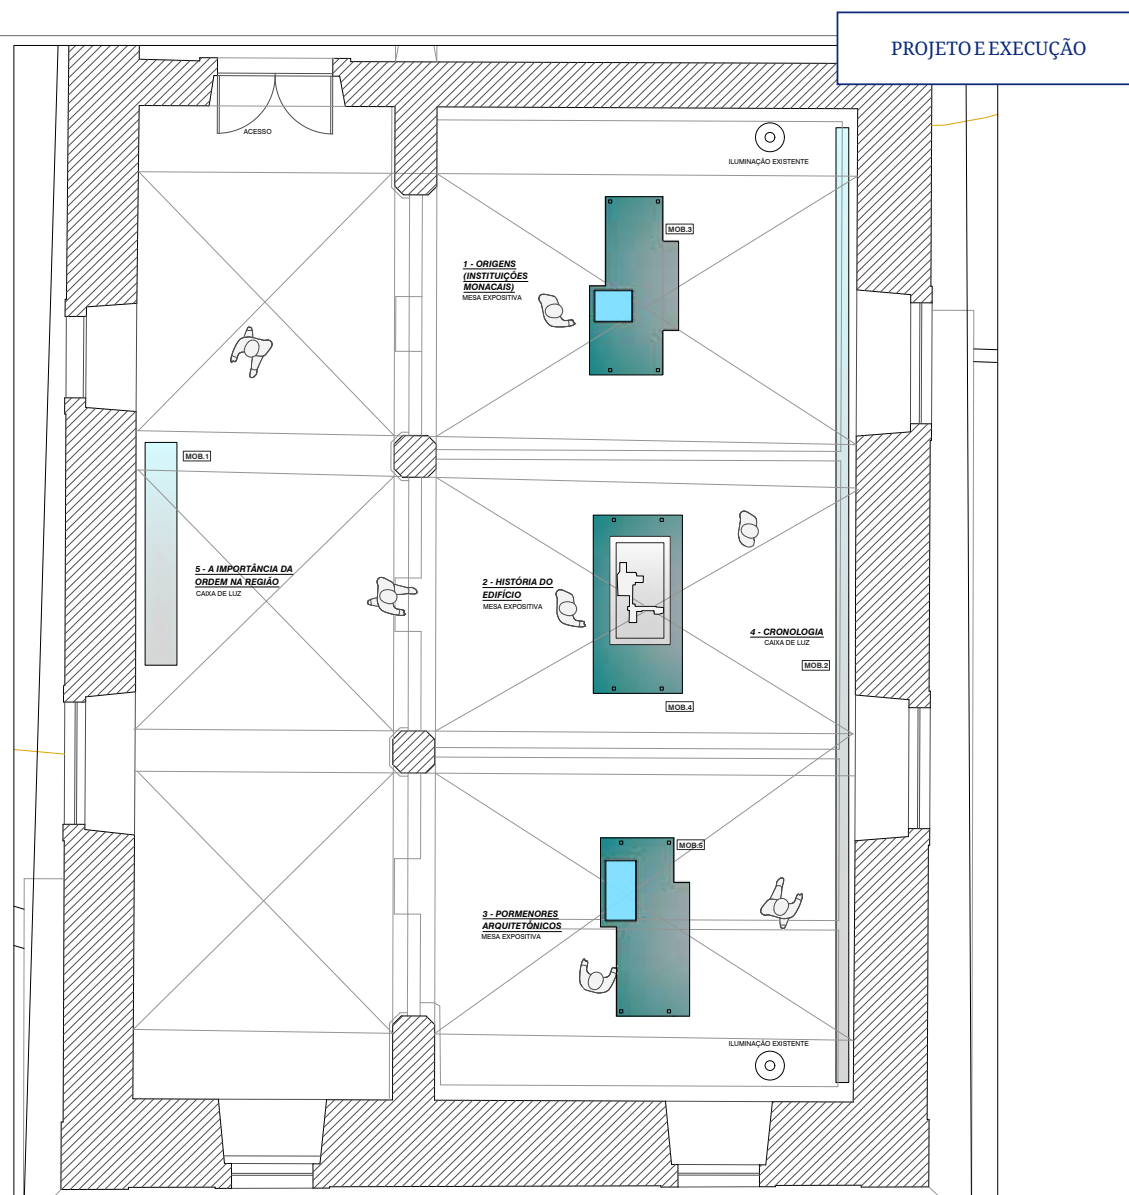 PROJETO E EXECUÇÃO
ACESSO
ILUMINAÇÃO EXISTENTE
MOB.3
1 - ORIGENS
(INSTITUIÇÕES
MONACAIS)
MESA EXPOSITIVA
MOB.1
5 - A IMPORTÂNCIA DA
ORDEM NA REGIÃO
CAIXA DE LUZ
2 - HISTÓRIA DO
EDIFÍCIO
MESA EXPOSITIVA
4 - CRONOLOGIA
CAIXA DE LUZ
MOB.2
MOB.4
MOB.5
3 - PORMENORES
ARQUITETÔNICOS
MESA EXPOSITIVA
ILUMINAÇÃO EXISTENTE